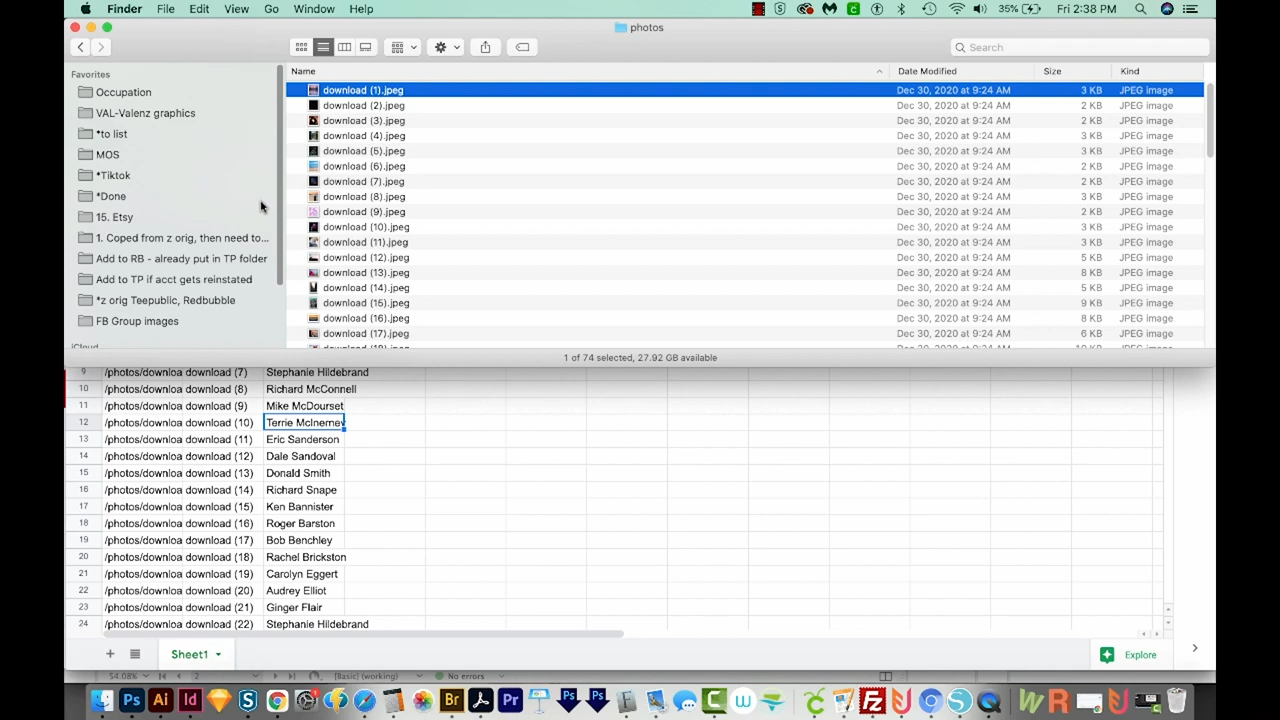 Finder File Edit View Go Window Help 35% Fri 2:38 PM
photos
Search
Favorites
Occupation
VAL-Valenz graphics
*to list
MOS
*Tiktok
*Done
15. Etsy
1. Coped from z orig, then need to...
Add to RB - already put in TP folder
Add to TP if acct gets reinstated
*z orig Teepublic, Redbubble
FB Group images
iCloud
Name Date Modified Size Kind
download (1).jpeg Dec 30, 2020 at 9:24 AM 3 KB JPEG image
download (2).jpeg Dec 30, 2020 at 9:24 AM 2 KB JPEG image
download (3).jpeg Dec 30, 2020 at 9:24 AM 3 KB JPEG image
download (4).jpeg Dec 30, 2020 at 9:24 AM 3 KB JPEG image
download (5).jpeg Dec 30, 2020 at 9:24 AM 3 KB JPEG image
download (6).jpeg Dec 30, 2020 at 9:24 AM 2 KB JPEG image
download (7).jpeg Dec 30, 2020 at 9:24 AM 2 KB JPEG image
download (8).jpeg Dec 30, 2020 at 9:24 AM 3 KB JPEG image
download (9).jpeg Dec 30, 2020 at 9:24 AM 2 KB JPEG image
download (10).jpeg Dec 30, 2020 at 9:24 AM 3 KB JPEG image
download (11).jpeg Dec 30, 2020 at 9:24 AM 3 KB JPEG image
download (12).jpeg Dec 30, 2020 at 9:24 AM 5 KB JPEG image
download (13).jpeg Dec 30, 2020 at 9:24 AM 8 KB JPEG image
download (14).jpeg Dec 30, 2020 at 9:24 AM 5 KB JPEG image
download (15).jpeg Dec 30, 2020 at 9:24 AM 9 KB JPEG image
download (16).jpeg Dec 30, 2020 at 9:24 AM 8 KB JPEG image
download (17).jpeg Dec 30, 2020 at 9:24 AM 6 KB JPEG image
1 of 74 selected, 27.92 GB available
9 /photos/downloa download (7) Stephanie Hildebrand
10 /photos/downloa download (8) Richard McConnell
11 /photos/downloa download (9) Mike McDourset
12 /photos/downloa download (10) Terrie McInerney
13 /photos/downloa download (11) Eric Sanderson
14 /photos/downloa download (12) Dale Sandoval
15 /photos/downloa download (13) Donald Smith
16 /photos/downloa download (14) Richard Snape
17 /photos/downloa download (15) Ken Bannister
18 /photos/downloa download (16) Roger Barston
19 /photos/downloa download (17) Bob Benchley
20 /photos/downloa download (18) Rachel Brickston
21 /photos/downloa download (19) Carolyn Eggert
22 /photos/downloa download (20) Audrey Elliot
23 /photos/downloa download (21) Ginger Flair
24 /photos/downloa download (22) Stephanie Hildebrand
Sheet1
Explore
54.08% 2 [Basic] (working) No errors
Ps Ai Id S Br Pr W FZ R